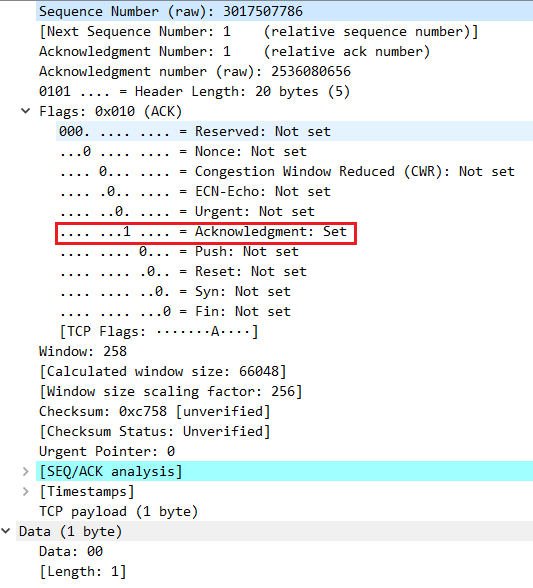 Sequence Number (raw): 3017507786
[Next Sequence Number: 1    (relative sequence number)]
Acknowledgment Number: 1    (relative ack number)
Acknowledgment number (raw): 2536080656
0101 .... = Header Length: 20 bytes (5)
Flags: 0x010 (ACK)
000. .... .... = Reserved: Not set
...0 .... .... = Nonce: Not set
.... 0... .... = Congestion Window Reduced (CWR): Not set
.... .0.. .... = ECN-Echo: Not set
.... ..0. .... = Urgent: Not set
.... ...1 .... = Acknowledgment: Set
.... .... 0... = Push: Not set
.... .... .0.. = Reset: Not set
.... .... ..0. = Syn: Not set
.... .... ...0 = Fin: Not set
[TCP Flags: ·······A····]
Window: 258
[Calculated window size: 66048]
[Window size scaling factor: 256]
Checksum: 0xc758 [unverified]
[Checksum Status: Unverified]
Urgent Pointer: 0
[SEQ/ACK analysis]
[Timestamps]
TCP payload (1 byte)
Data (1 byte)
Data: 00
[Length: 1]